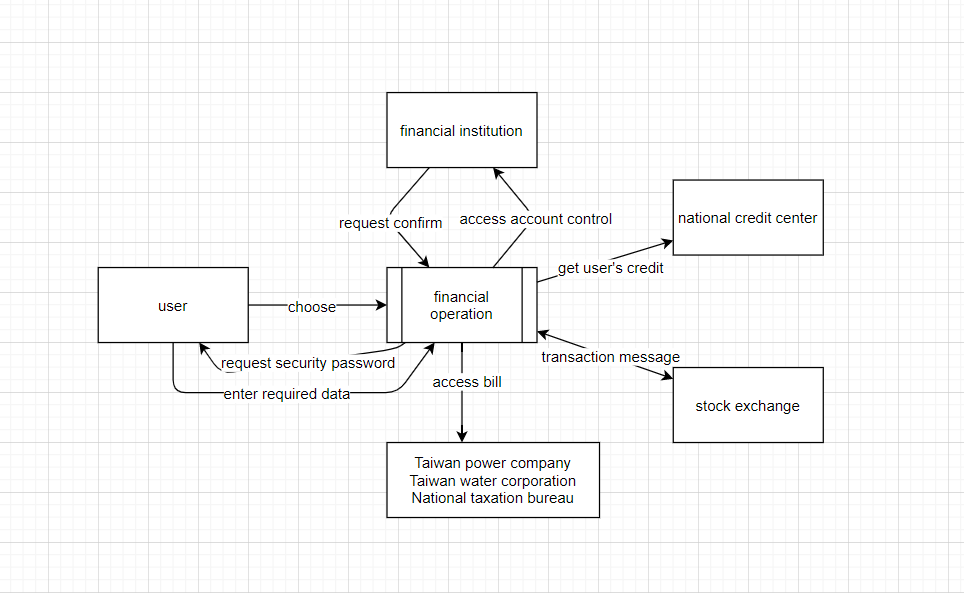 financial institution
national credit center
request confirm
access account control
get user's credit
user
choose
financial
operation
request security password
enter required data
access bill
transaction message
stock exchange
Taiwan power company
Taiwan water corporation
National taxation bureau